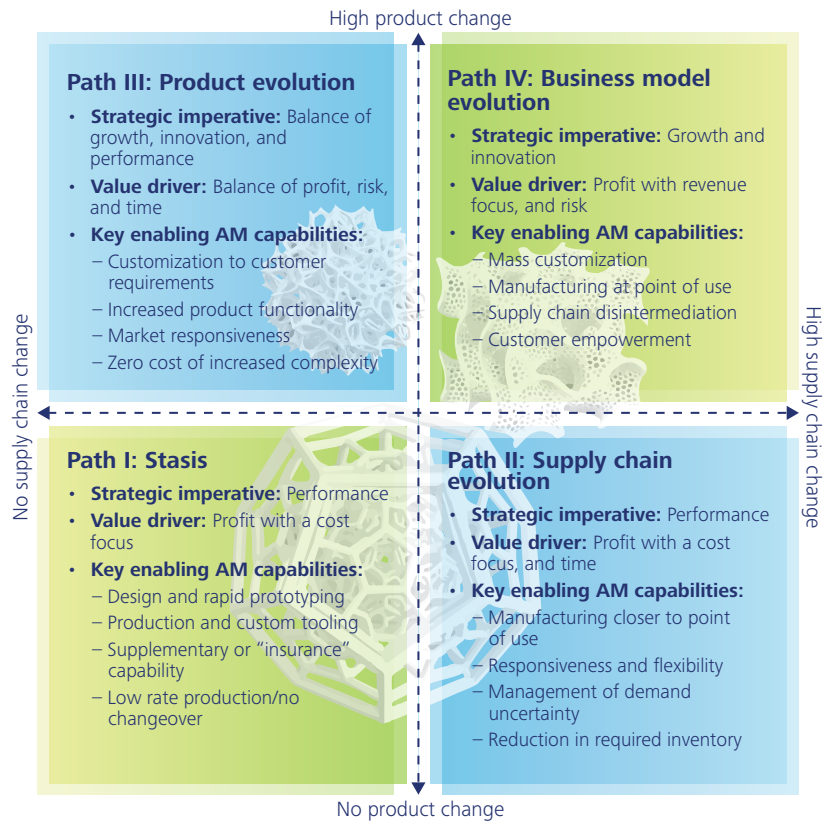 High product change
Path III: Product evolution
• Strategic imperative: Balance of
growth, innovation, and
performance
• Value driver: Balance of profit, risk,
and time
• Key enabling AM capabilities:
– Customization to customer
requirements
– Increased product functionality
– Market responsiveness
– Zero cost of increased complexity
Path IV: Business model
evolution
• Strategic imperative: Growth and
innovation
• Value driver: Profit with revenue
focus, and risk
• Key enabling AM capabilities:
– Mass customization
– Manufacturing at point of use
– Supply chain disintermediation
– Customer empowerment
No supply chain change
High supply chain change
Path I: Stasis
• Strategic imperative: Performance
• Value driver: Profit with a cost
focus
• Key enabling AM capabilities:
– Design and rapid prototyping
– Production and custom tooling
– Supplementary or “insurance”
capability
– Low rate production/no
changeover
Path II: Supply chain
evolution
• Strategic imperative: Performance
• Value driver: Profit with a cost
focus, and time
• Key enabling AM capabilities:
– Manufacturing closer to point
of use
– Responsiveness and flexibility
– Management of demand
uncertainty
– Reduction in required inventory
No product change